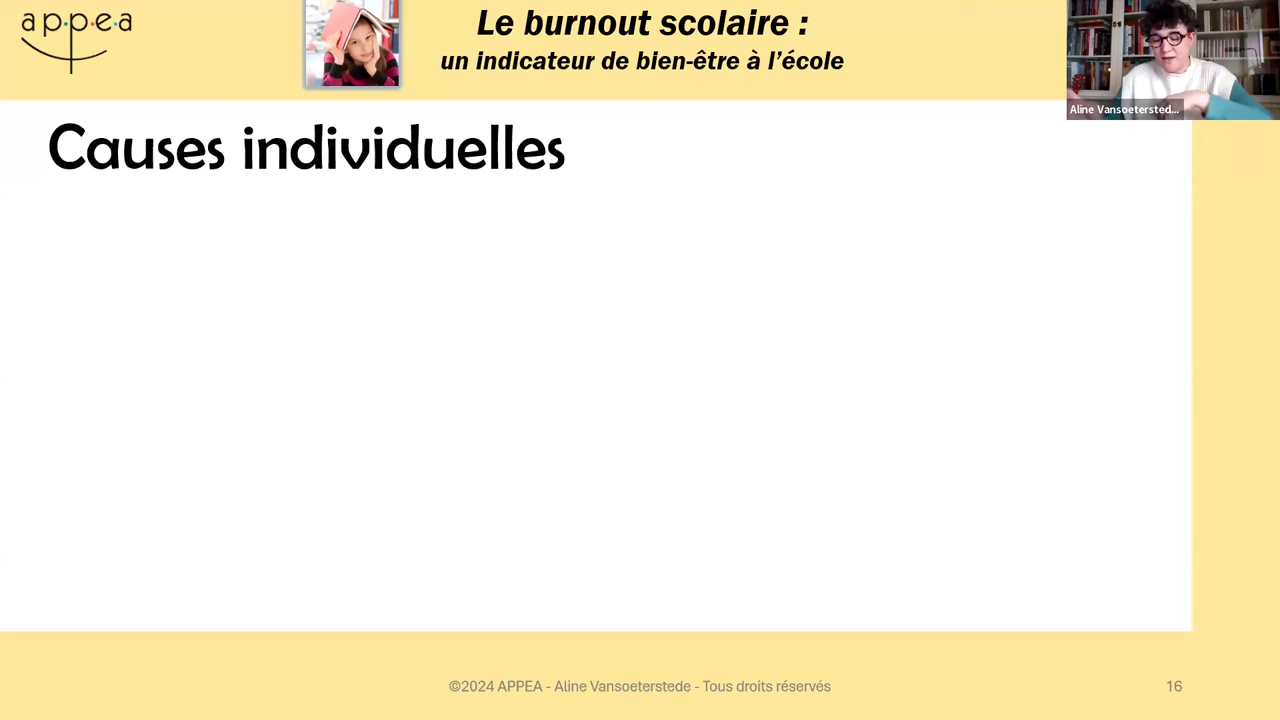 appea
Le burnout scolaire :
un indicateur de bien-être à l'école
Aline Vansoetersted...
Causes individuelles
©2024 APPEA - Aline Vansoeterstede - Tous droits réservés
16